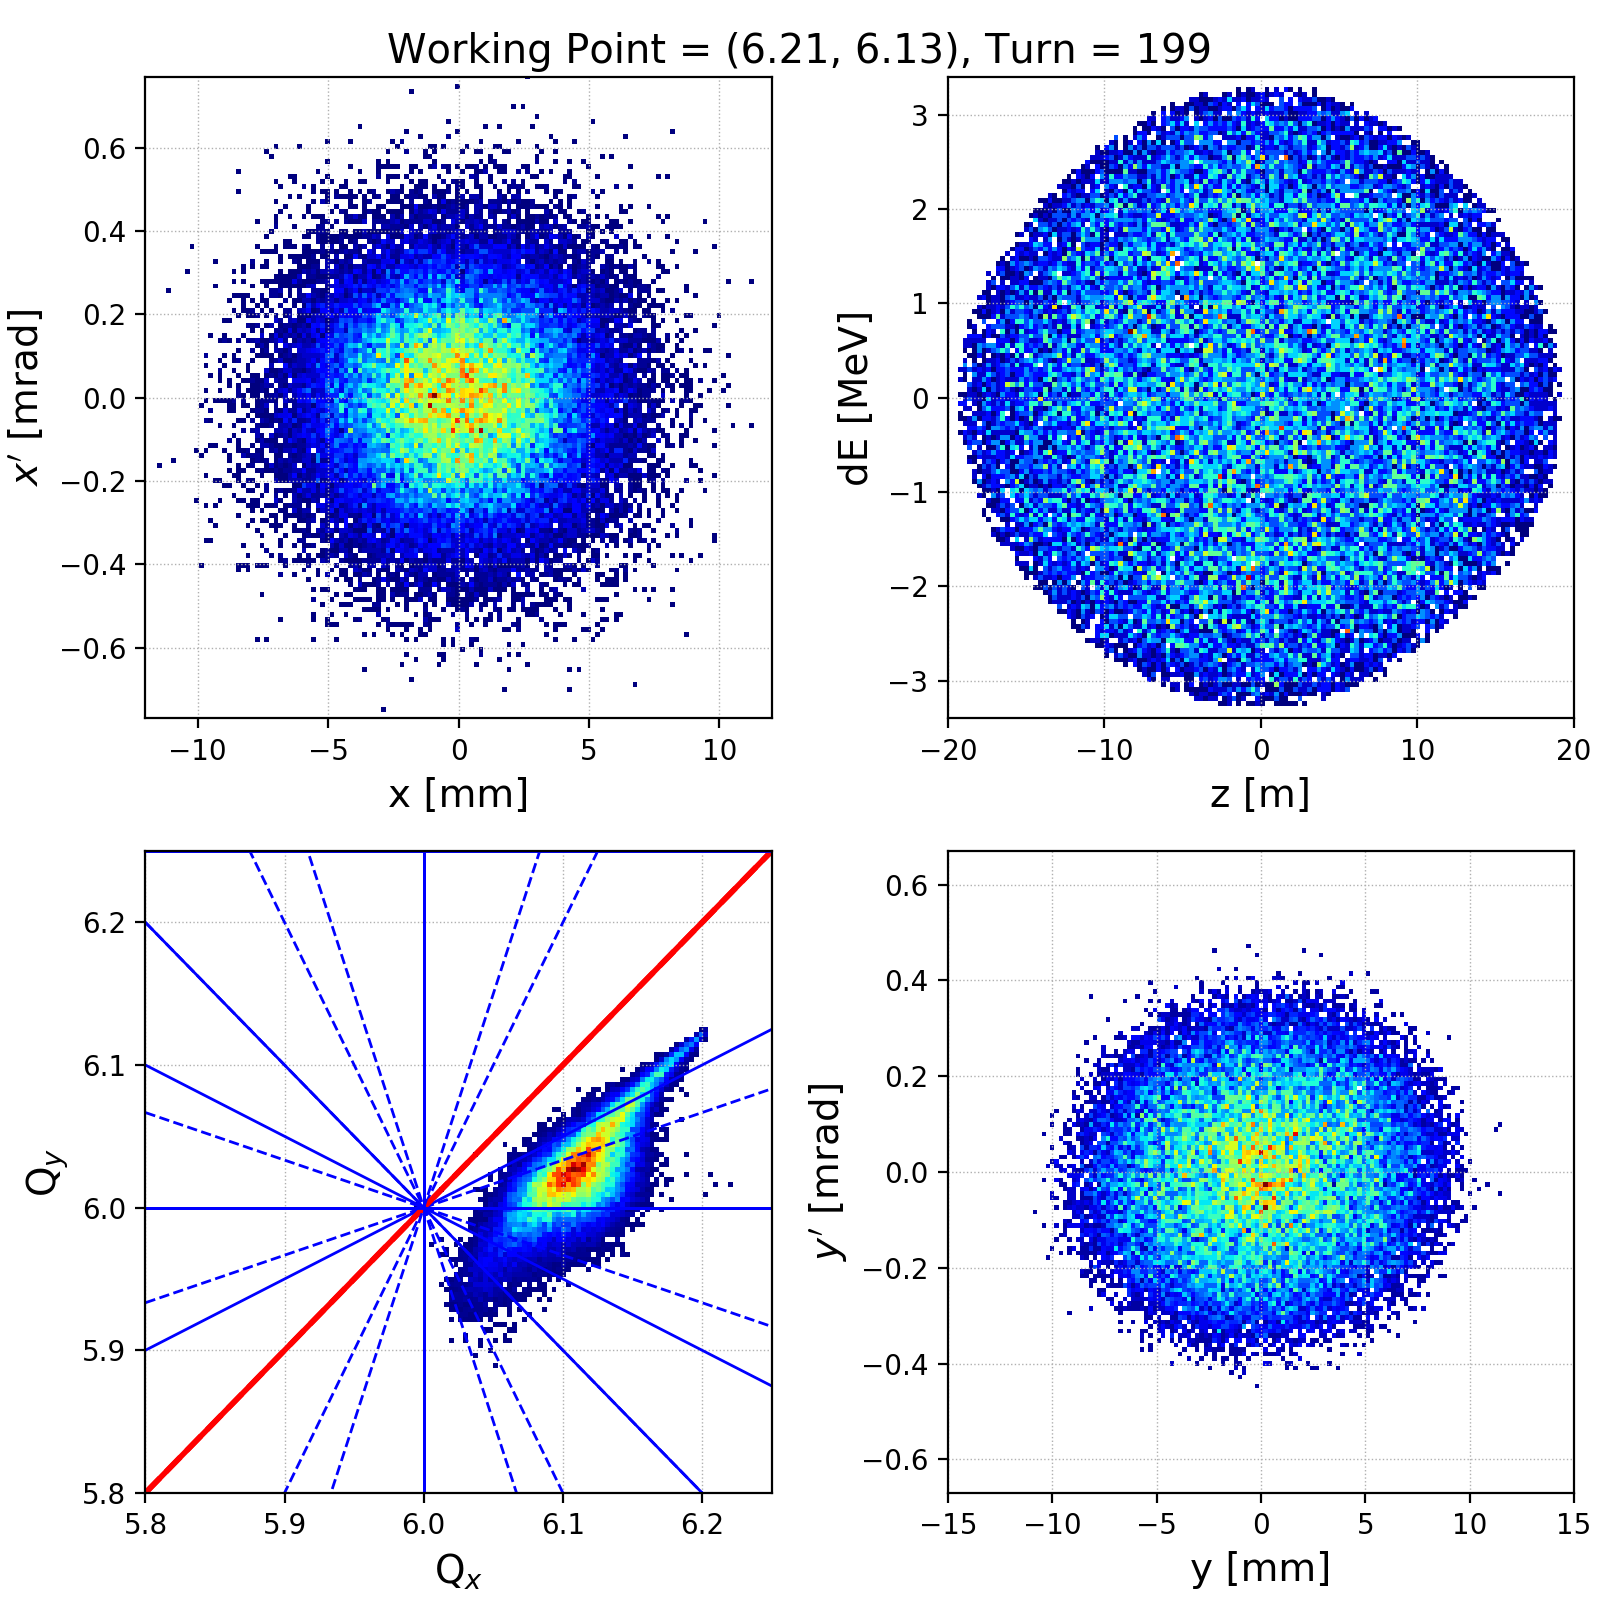 Working Point = (6.21, 6.13), Turn = 199
0.6
0.4
0.2
0.0
−0.2
−0.4
−0.6
x′ [mrad]
−10 −5 0 5 10
x [mm]
3
2
1
0
−1
−2
−3
dE [MeV]
−20 −10 0 10 20
z [m]
6.2
6.1
6.0
5.9
5.8
Qy
5.8 5.9 6.0 6.1 6.2
Qx
0.6
0.4
0.2
0.0
−0.2
−0.4
−0.6
y′ [mrad]
−15 −10 −5 0 5 10 15
y [mm]